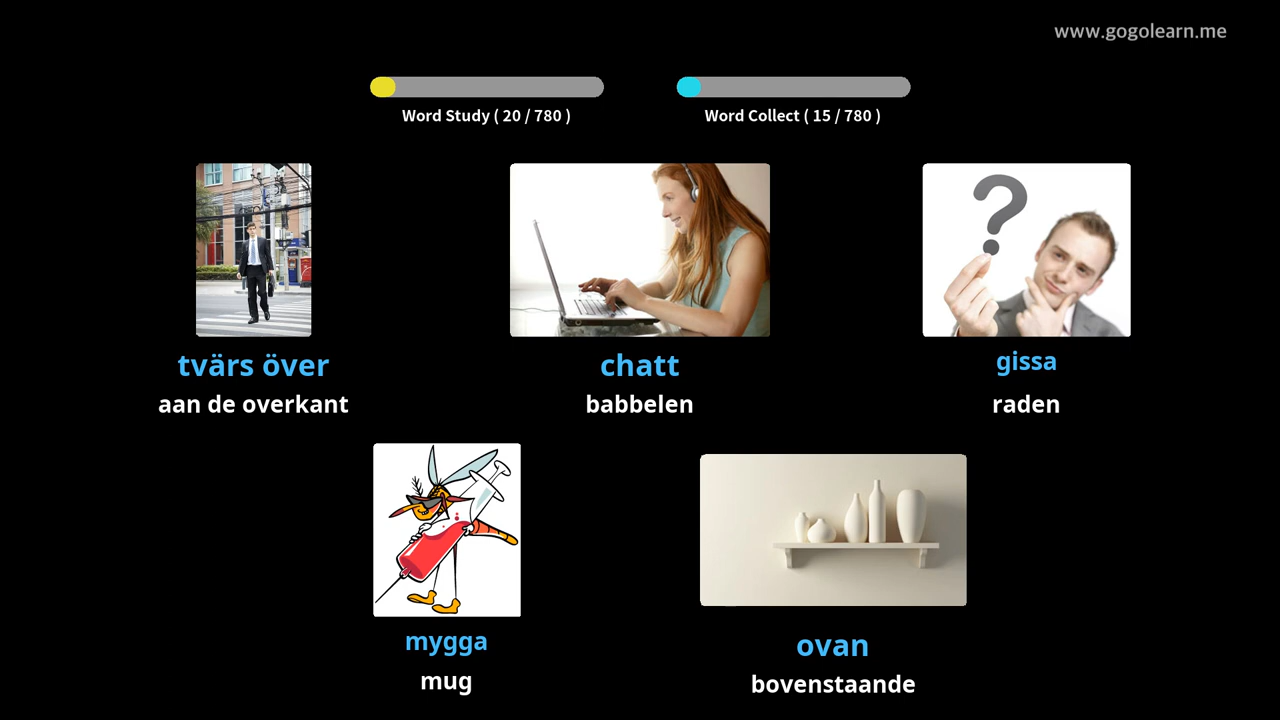 www.gogolearn.me
Word Study ( 20 / 780 )
Word Collect ( 15 / 780 )
tvärs över
aan de overkant
chatt
babbelen
gissa
raden
mygga
mug
ovan
bovenstaande